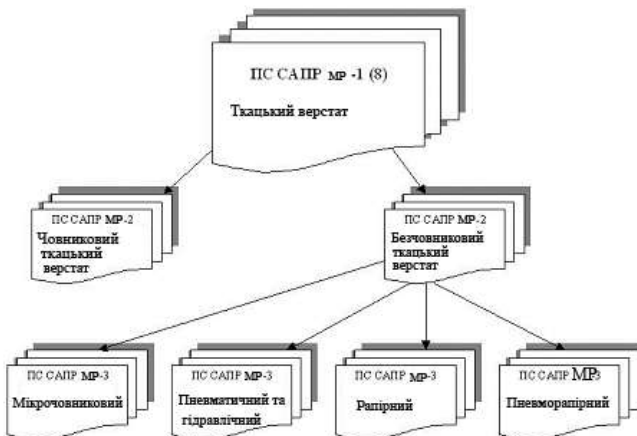 ПС САПР МР -1 (8)
Ткацький верстат
ПС САПР МР-2
Човниковий
ткацький
верстат
ПС САПР МР-2
Безчовниковий
ткацький
верстат
ПС САПР МР-3
Мікрочовниковий
ПС САПР МР-3
Пневматичний та
гідравлічний
ПС САПР МР-3
Рапірний
ПС САПР МР3
Пневморапірний